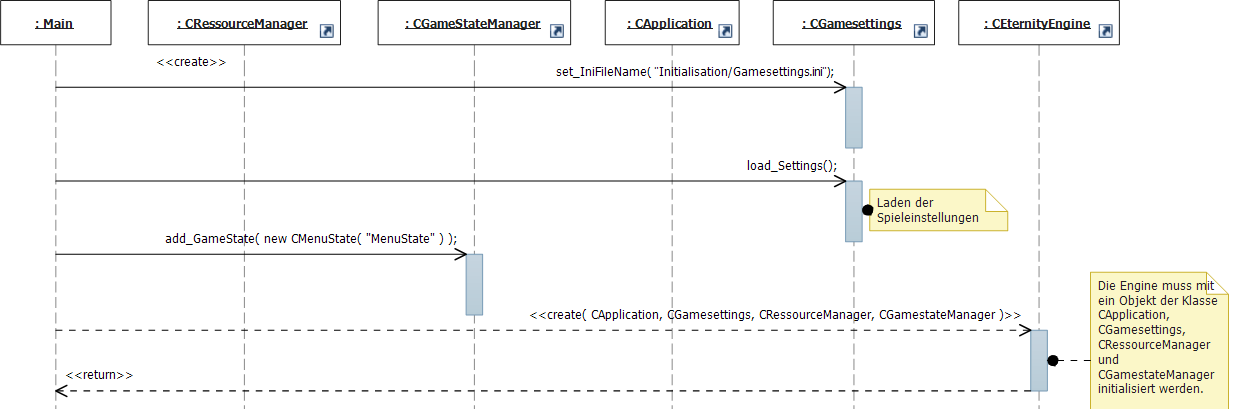 : Main
: CRessourceManager
: CGameStateManager
: CApplication
: CGamesettings
: CEternityEngine
<<create>>
set_IniFileName( "Initialisation/Gamesettings.ini");
load_Settings();
Laden der
Spieleinstellungen
add_GameState( new CMenuState( "MenuState" ) );
<<create( CApplication, CGamesettings, CRessourceManager, CGamestateManager )>>
Die Engine muss mit
ein Objekt der Klasse
CApplication,
CGamesettings,
CRessourceManager
und
CGamestateManager
initialisiert werden.
<<return>>